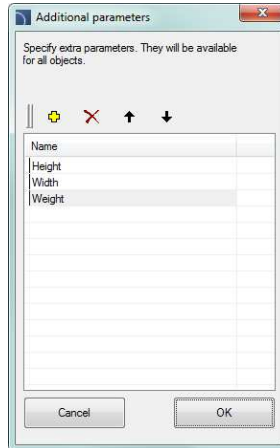 Additional parameters
Specify extra parameters. They will be available
for all objects.
Name
Height
Width
Weight
Cancel
OK